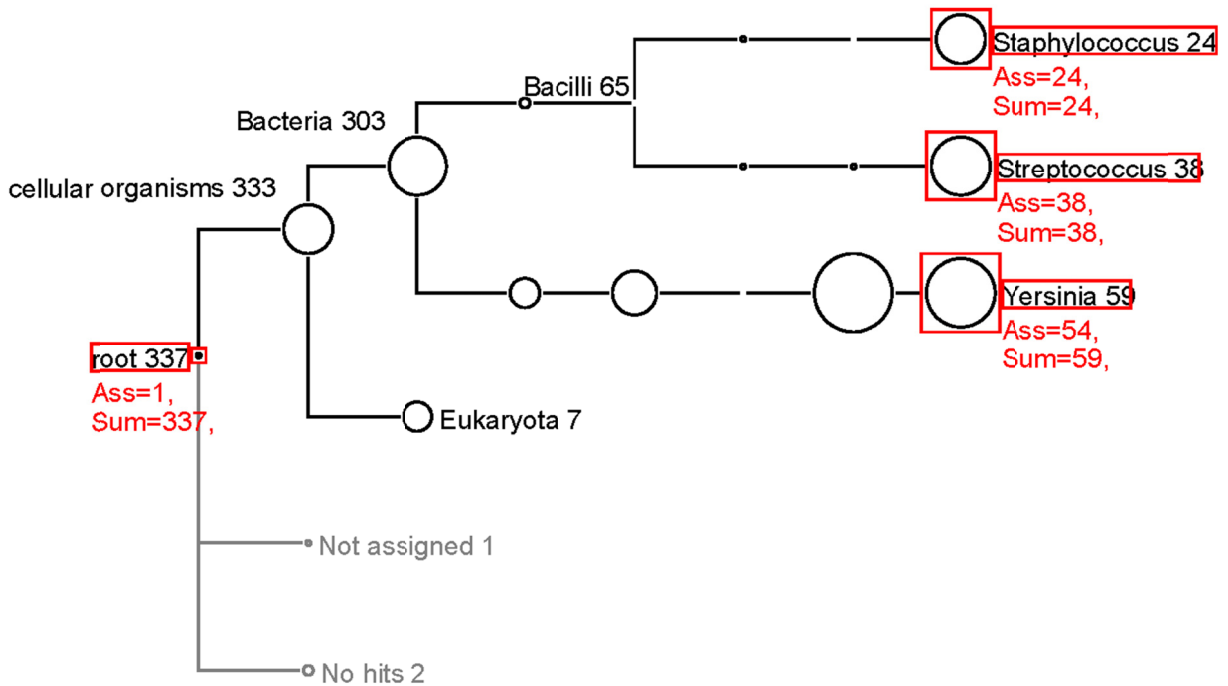 Staphylococcus 24
Ass=24,
Sum=24,
Bacilli 65
Bacteria 303
Streptococcus 38
Ass=38,
Sum=38,
cellular organisms 333
Yersinia 59
Ass=54,
Sum=59,
root 337
Ass=1,
Sum=337,
Eukaryota 7
Not assigned 1
No hits 2